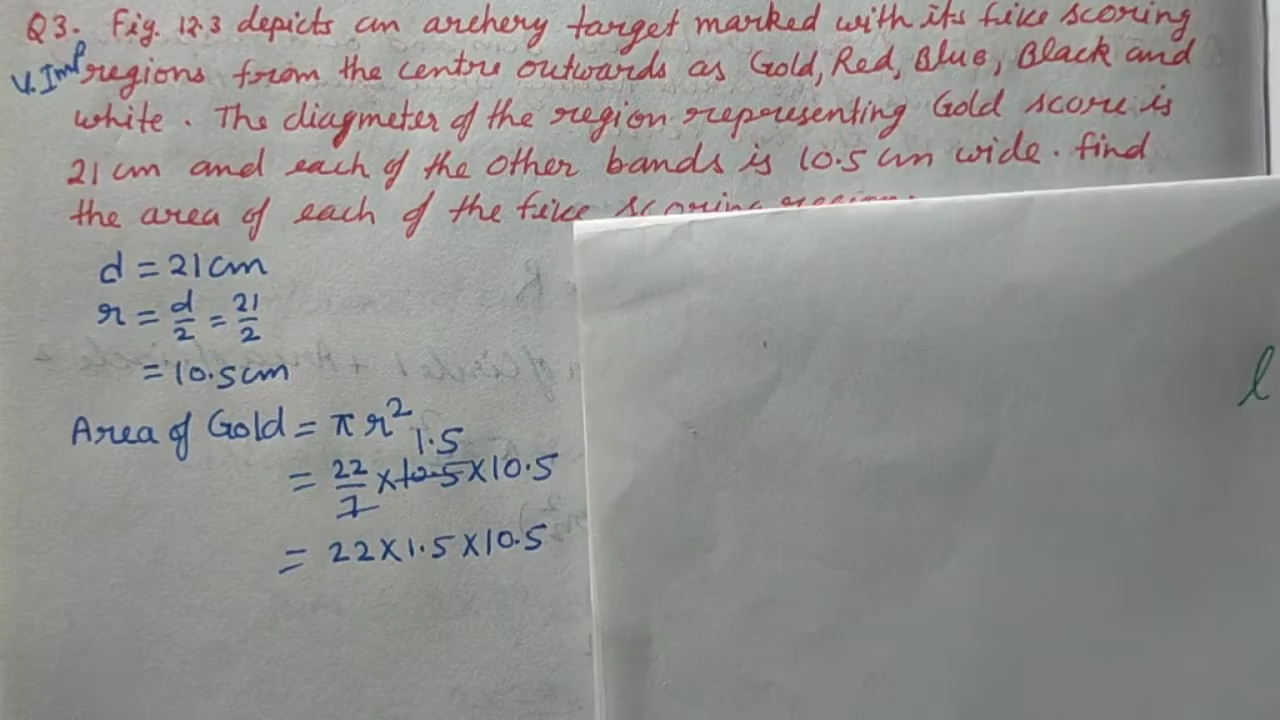 Q3. Fig. 12.3 depicts an archery target marked with its five scoring
V. Imp regions from the centre outwards as Gold, Red, Blue, Black and
white. The diagmeter of the region representing Gold score is
21 cm and each of the other bands is 10.5 cm wide. find
the area of each of the five scoring region.
d = 21 cm
r = d/2 = 21/2
= 10.5 cm
Area of Gold = π r²
1.5
= 22/7 × 10.5 × 10.5
= 22 × 1.5 × 10.5
l